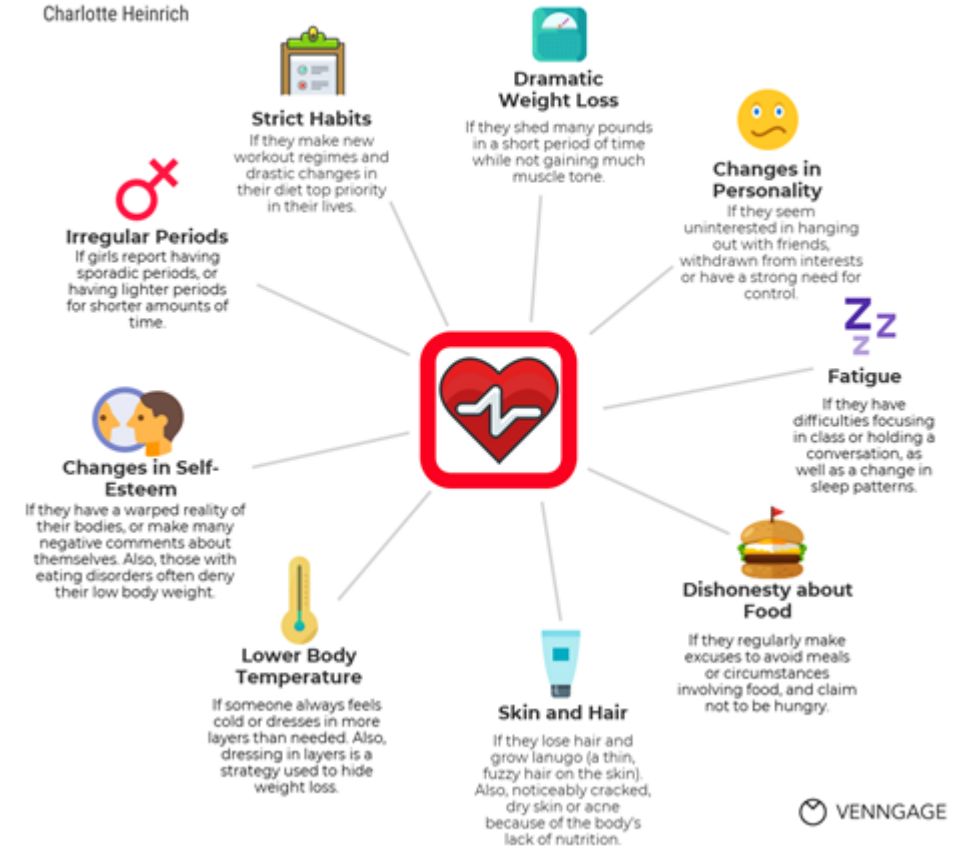 Charlotte Heinrich
Strict Habits
If they make new
workout regimes and
drastic changes in
their diet top priority
in their lives.
Dramatic
Weight Loss
If they shed many pounds
in a short period of time
while not gaining much
muscle tone.
Changes in
Personality
If they seem
uninterested in hanging
out with friends,
withdrawn from interests
or have a strong need for
control.
Irregular Periods
If girls report having
sporadic periods, or
having lighter periods
for shorter amounts of
time.
Z Z
Z
Fatigue
If they have
difficulties focusing
in class or holding a
conversation, as
well as a change in
sleep patterns.
Changes in Self-
Esteem
If they have a warped reality of
their bodies, or make many
negative comments about
themselves. Also, those with
eating disorders often deny
their low body weight.
Dishonesty about
Food
If they regularly make
excuses to avoid meals
or circumstances
involving food, and claim
not to be hungry.
Lower Body
Temperature
If someone always feels
cold or dresses in more
layers than needed. Also,
dressing in layers is a
strategy used to hide
weight loss.
Skin and Hair
If they lose hair and
grow lanugo (a thin,
fuzzy hair on the skin).
Also, noticeably cracked,
dry skin or acne
because of the body's
lack of nutrition.
VENNGAGE